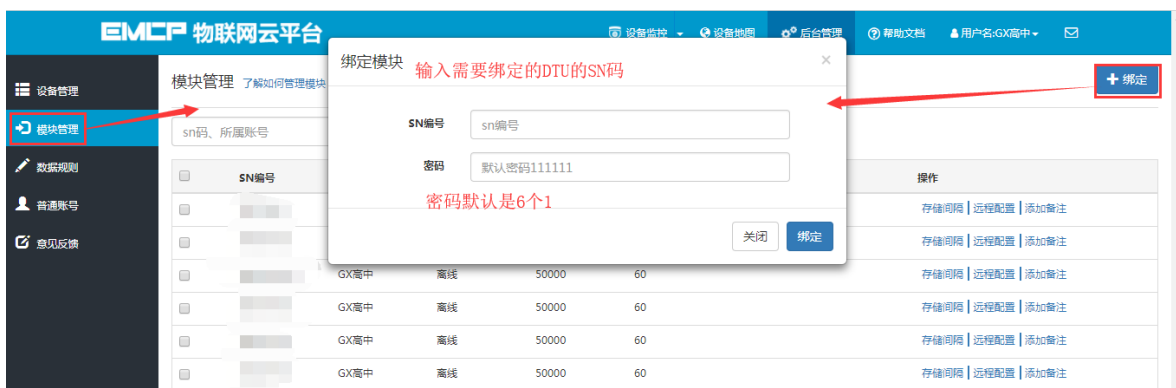 EMCP 物联网云平台
设备监控 设备地图 后台管理 帮助文档 用户名:GX高中
设备管理
模块管理
数据规则
普通账号
意见反馈
模块管理 了解如何管理模块
+ 绑定
sn码、所属账号
绑定模块 ×
输入需要绑定的DTU的SN码
SN编号 sn编号
密码 默认密码111111
密码默认是6个1
关闭 绑定
SN编号 操作
存储间隔 | 远程配置 | 添加备注
存储间隔 | 远程配置 | 添加备注
GX高中 离线 50000 60 存储间隔 | 远程配置 | 添加备注
GX高中 离线 50000 60 存储间隔 | 远程配置 | 添加备注
GX高中 离线 50000 60 存储间隔 | 远程配置 | 添加备注
GX高中 离线 50000 60 存储间隔 | 远程配置 | 添加备注